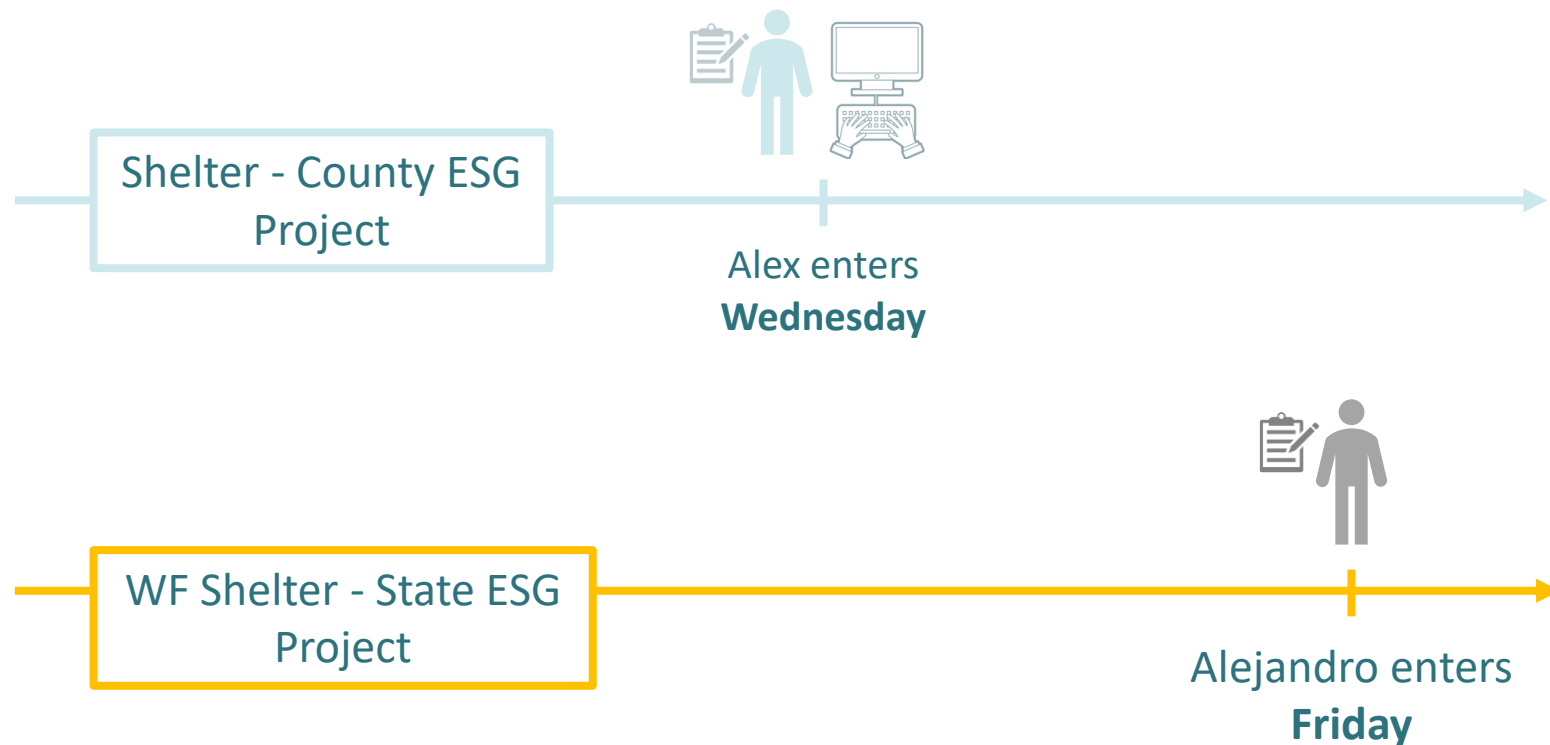 Shelter - County ESG
Project
Alex enters
Wednesday
WF Shelter - State ESG
Project
Alejandro enters
Friday